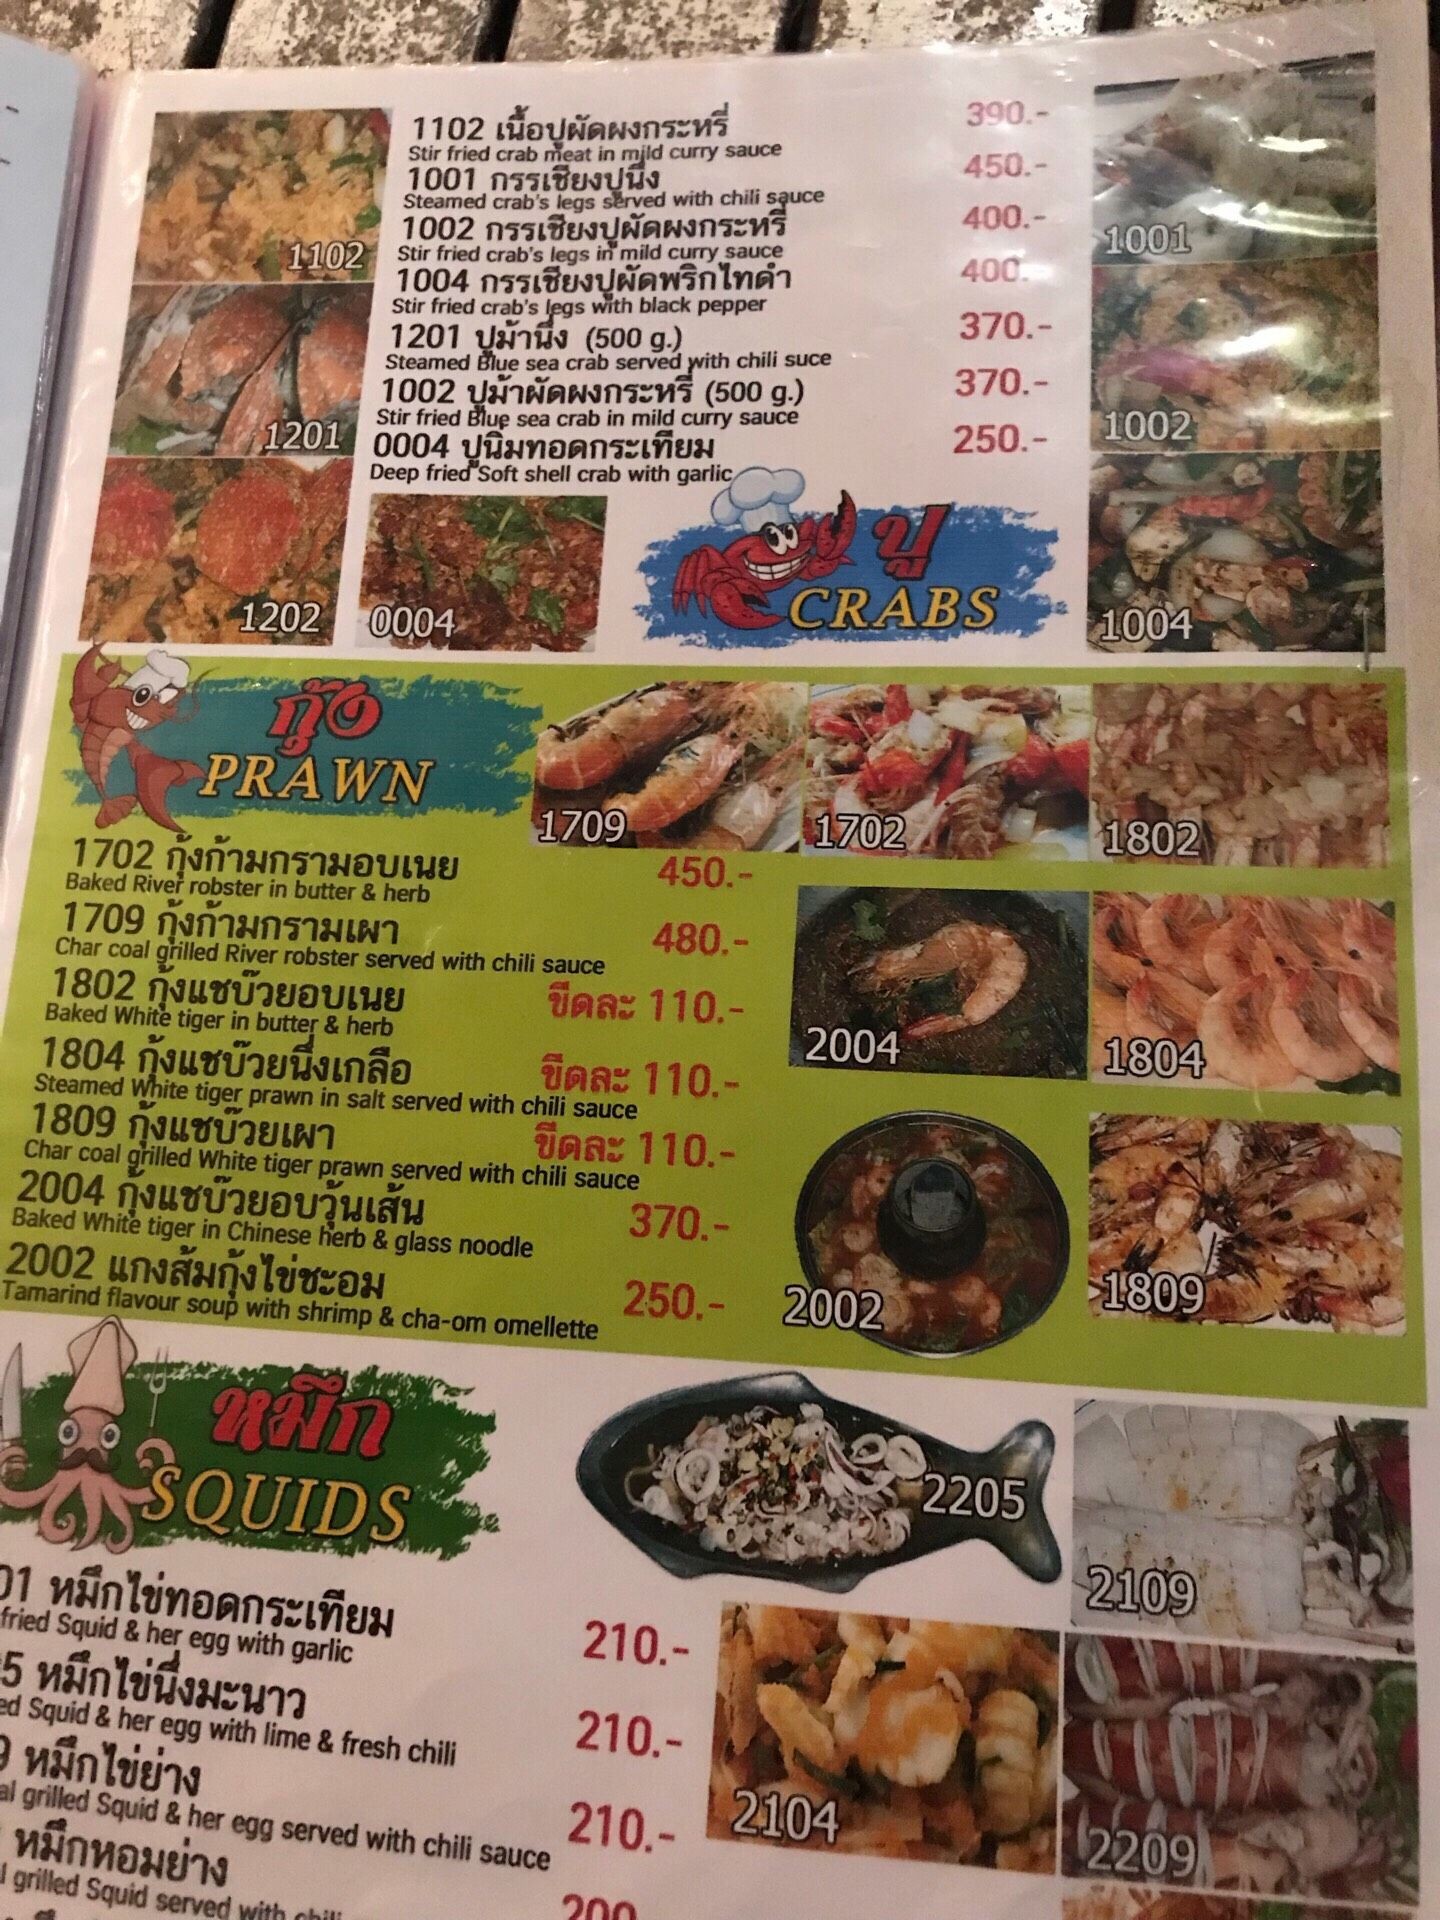 1102 เนื้อปูผัดผงกระหรี่ 390.-
Stir fried crab meat in mild curry sauce
1001 กรรเชียงปูนึ่ง 450.-
Steamed crab's legs served with chili sauce
1002 กรรเชียงปูผัดผงกระหรี่ 400.-
Stir fried crab's legs in mild curry sauce
1004 กรรเชียงปูผัดพริกไทดำ 400.-
Stir fried crab's legs with black pepper
1201 ปูม้านึ่ง (500 g.) 370.-
Steamed Blue sea crab served with chili suce
1002 ปูม้าผัดผงกระหรี่ (500 g.) 370.-
Stir fried Blue sea crab in mild curry sauce
0004 ปูนิ่มทอดกระเทียม 250.-
Deep fried Soft shell crab with garlic
1102
1201
1202
0004
1001
1002
1004
ปู
CRABS
กุ้ง
PRAWN
1709
1702
1802
1702 กุ้งก้ามกรามอบเนย 450.-
Baked River robster in butter & herb
1709 กุ้งก้ามกรามเผา 480.-
Char coal grilled River robster served with chili sauce
1802 กุ้งแชบ๊วยอบเนย ขีดละ 110.-
Baked White tiger in butter & herb
1804 กุ้งแชบ๊วยนึ่งเกลือ ขีดละ 110.-
Steamed White tiger prawn in salt served with chili sauce
1809 กุ้งแชบ๊วยเผา ขีดละ 110.-
Char coal grilled White tiger prawn served with chili sauce
2004 กุ้งแชบ๊วยอบวุ้นเส้น 370.-
Baked White tiger in Chinese herb & glass noodle
2002 แกงส้มกุ้งไข่ชะอม 250.-
Tamarind flavour soup with shrimp & cha-om omellette
2004
1804
2002
1809
หมึก
SQUIDS
2205
2109
01 หมึกไข่ทอดกระเทียม 210.-
fried Squid & her egg with garlic
5 หมึกไข่นึ่งมะนาว 210.-
ed Squid & her egg with lime & fresh chili
9 หมึกไข่ย่าง 210.-
al grilled Squid & her egg served with chili sauce
หมึกหอมย่าง 200
l grilled Squid served with chili
2104
2209